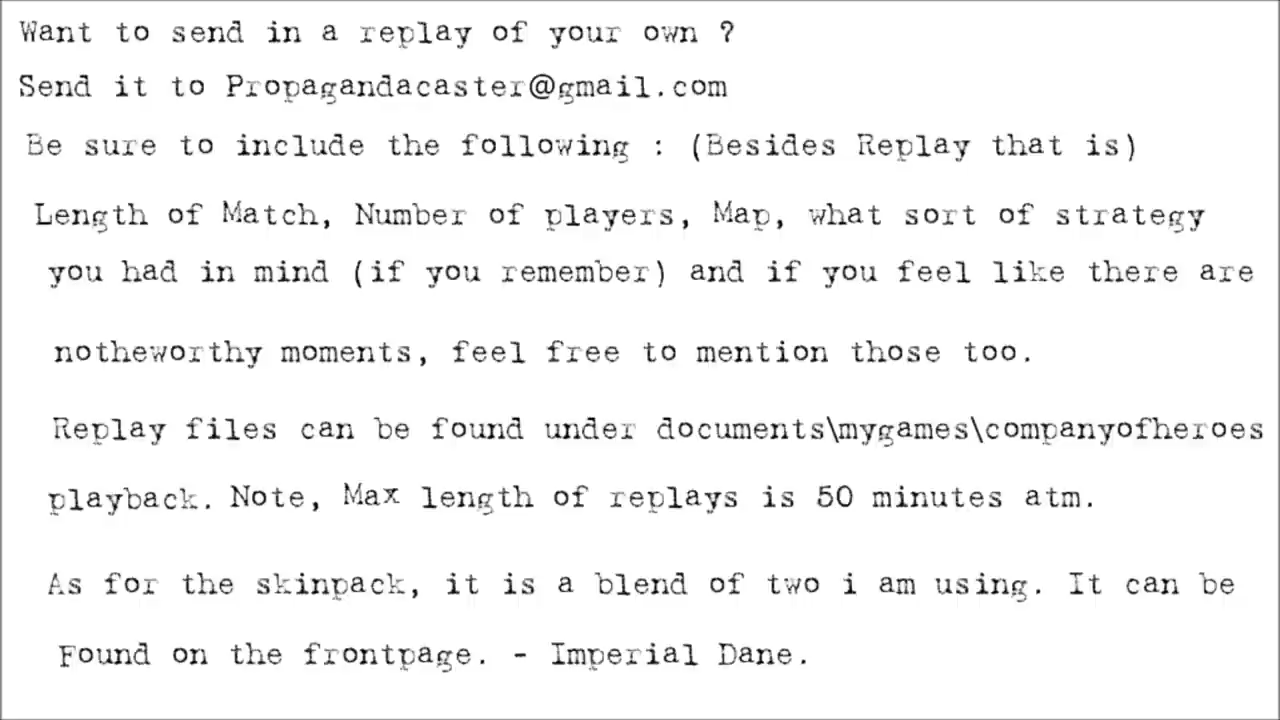 Want to send in a replay of your own ?
Send it to Propagandacaster@gmail.com
Be sure to include the following : (Besides Replay that is)
Length of Match, Number of players, Map, what sort of strategy
you had in mind (if you remember) and if you feel like there are
notheworthy moments, feel free to mention those too.
Replay files can be found under documents\mygames\companyofheroes
playback. Note, Max length of replays is 50 minutes atm.
As for the skinpack, it is a blend of two i am using. It can be
Found on the frontpage. - Imperial Dane.